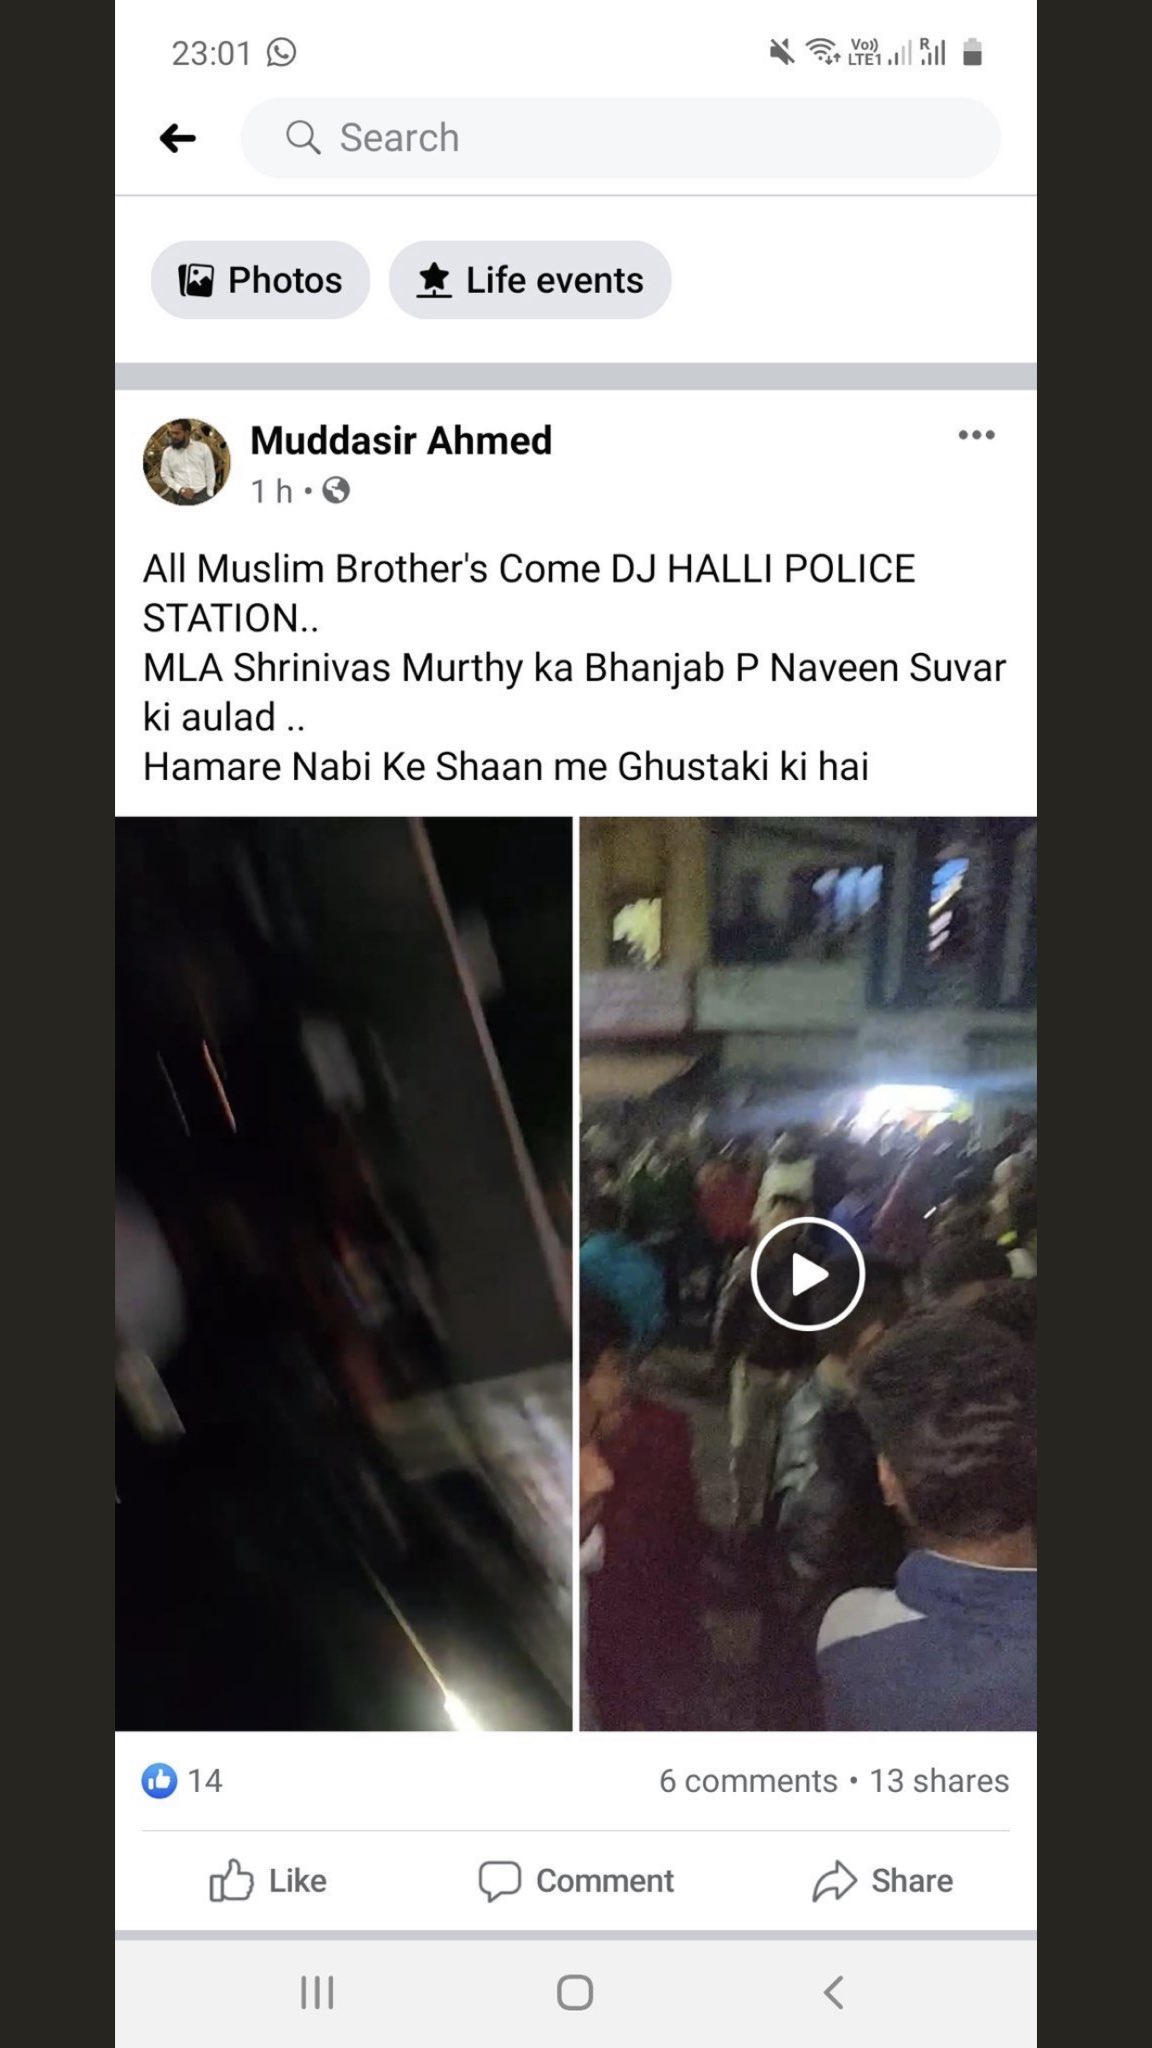 23:01
Vo)) LTE1 R
Search
Photos
Life events
Muddasir Ahmed
1 h
All Muslim Brother's Come DJ HALLI POLICE
STATION..
MLA Shrinivas Murthy ka Bhanjab P Naveen Suvar
ki aulad ..
Hamare Nabi Ke Shaan me Ghustaki ki hai
14
6 comments • 13 shares
Like
Comment
Share